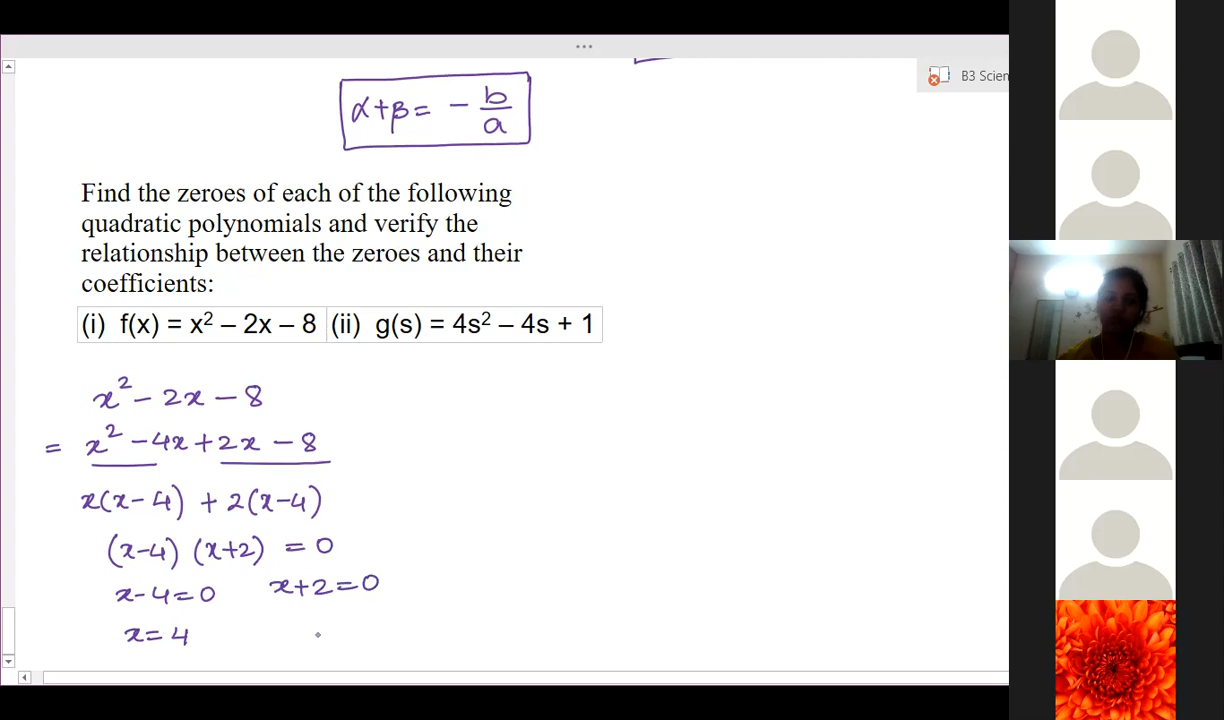 B3 Scien
α+β= - b/a
Find the zeroes of each of the following
quadratic polynomials and verify the
relationship between the zeroes and their
coefficients:
(i) f(x) = x² – 2x – 8 (ii) g(s) = 4s² – 4s + 1
x² - 2x - 8
= x² - 4x + 2x - 8
x(x-4) + 2(x-4)
(x-4) (x+2) = 0
x-4=0 x+2=0
x=4